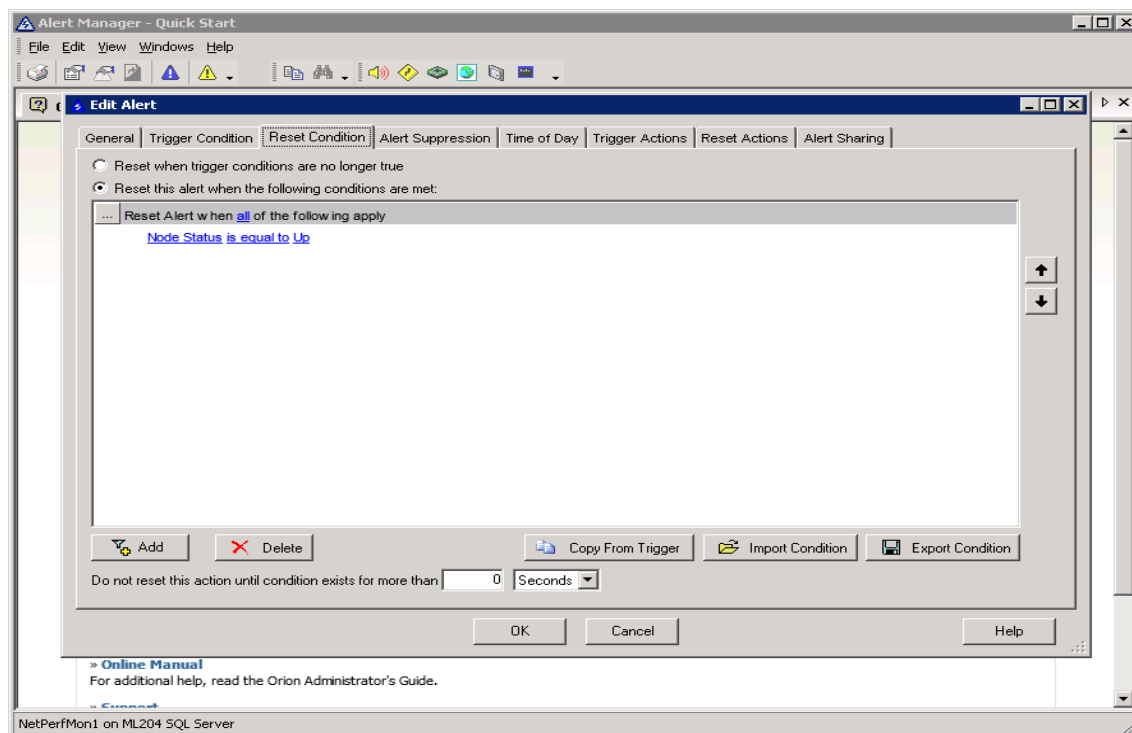 Alert Manager - Quick Start
File Edit View Windows Help
Edit Alert
General Trigger Condition Reset Condition Alert Suppression Time of Day Trigger Actions Reset Actions Alert Sharing
Reset when trigger conditions are no longer true
Reset this alert when the following conditions are met:
... Reset Alert when all of the following apply
Node Status is equal to Up
Add Delete Copy From Trigger Import Condition Export Condition
Do not reset this action until condition exists for more than 0 Seconds
OK Cancel Help
» Online Manual
For additional help, read the Orion Administrator's Guide.
» Support
NetPerfMon1 on ML204 SQL Server